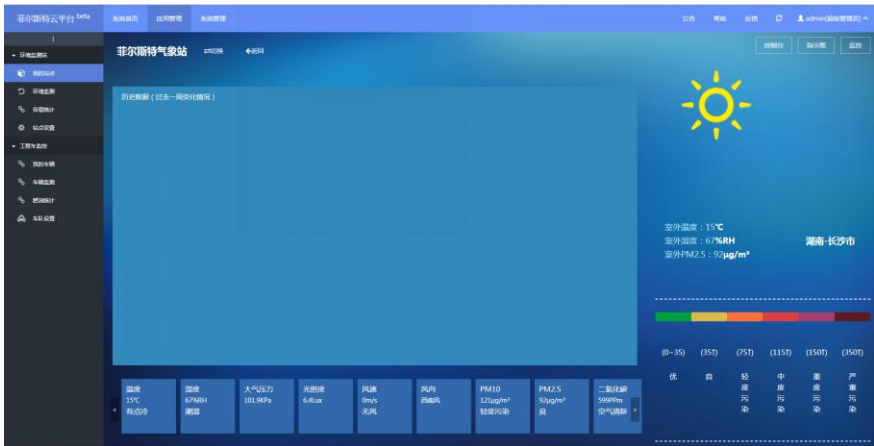 菲尔斯特云平台 beta
系统首页 应用管理 系统管理
公告 帮助 反馈 admin(超级管理员)
环境监测站
我的站点
环境监测
告警统计
站点设置
工程车监控
我的车辆
车辆监测
燃油统计
车队设置
菲尔斯特气象站 切换 返回
控制台 指示图 监控
历史数据 ( 过去一周变化情况 )
室外温度 : 15℃
室外湿度 : 67%RH
室外PM2.5 : 92μg/m³
湖南-长沙市
(0~35) (35↑) (75↑) (115↑) (150↑) (350↑)
优 良 轻度污染 中度污染 重度污染 严重污染
温度
15℃
有点冷
湿度
67%RH
潮湿
大气压力
101.9KPa
光照度
6.4Lux
风速
0m/s
无风
风向
西南风
PM10
121μg/m³
轻度污染
PM2.5
92μg/m³
良
二氧化碳
599PPm
空气清新